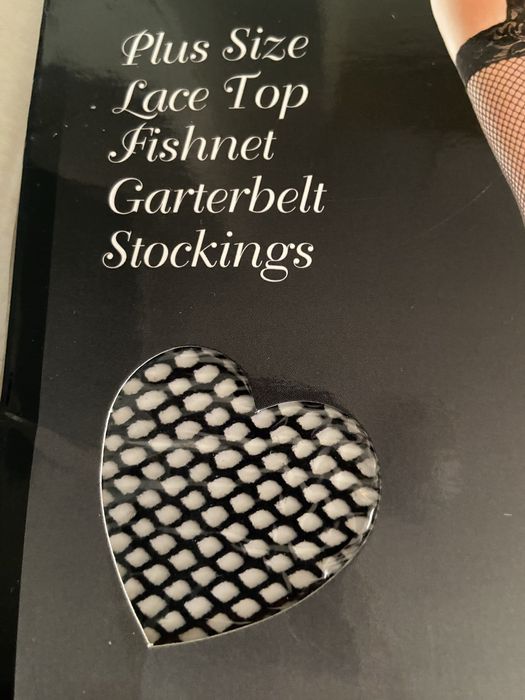 Plus Size
Lace Top
Fishnet
Garterbelt
Stockings